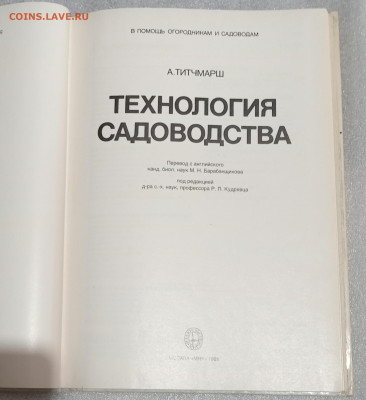 COINS.LAVE.RU
В ПОМОЩЬ ОГОРОДНИКАМ И САДОВОДАМ
А.ТИТЧМАРШ
ТЕХНОЛОГИЯ
САДОВОДСТВА
Перевод с английского
канд. биол. наук М. Н. Барабанщикова
под редакцией
д-ра с.-х. наук, профессора Р. П. Кудрявца